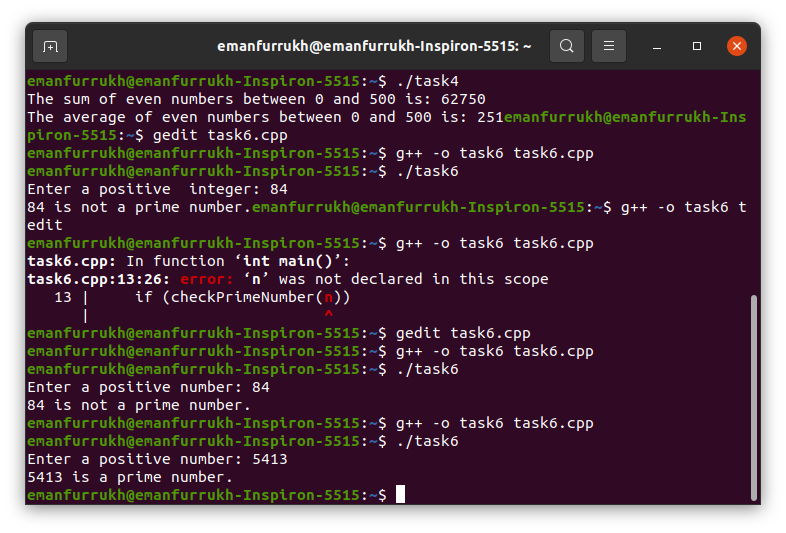 emanfurrukh@emanfurrukh-Inspiron-5515: ~
emanfurrukh@emanfurrukh-Inspiron-5515:~$ ./task4
The sum of even numbers between 0 and 500 is: 62750
The average of even numbers between 0 and 500 is: 251emanfurrukh@emanfurrukh-Ins
piron-5515:~$ gedit task6.cpp
emanfurrukh@emanfurrukh-Inspiron-5515:~$ g++ -o task6 task6.cpp
emanfurrukh@emanfurrukh-Inspiron-5515:~$ ./task6
Enter a positive  integer: 84
84 is not a prime number.emanfurrukh@emanfurrukh-Inspiron-5515:~$ g++ -o task6 t
edit
emanfurrukh@emanfurrukh-Inspiron-5515:~$ g++ -o task6 task6.cpp
task6.cpp: In function ‘int main()’:
task6.cpp:13:26: error: ‘n’ was not declared in this scope
   13 |     if (checkPrimeNumber(n))
      |                          ^
emanfurrukh@emanfurrukh-Inspiron-5515:~$ gedit task6.cpp
emanfurrukh@emanfurrukh-Inspiron-5515:~$ g++ -o task6 task6.cpp
emanfurrukh@emanfurrukh-Inspiron-5515:~$ ./task6
Enter a positive number: 84
84 is not a prime number.
emanfurrukh@emanfurrukh-Inspiron-5515:~$ g++ -o task6 task6.cpp
emanfurrukh@emanfurrukh-Inspiron-5515:~$ ./task6
Enter a positive number: 5413
5413 is a prime number.
emanfurrukh@emanfurrukh-Inspiron-5515:~$